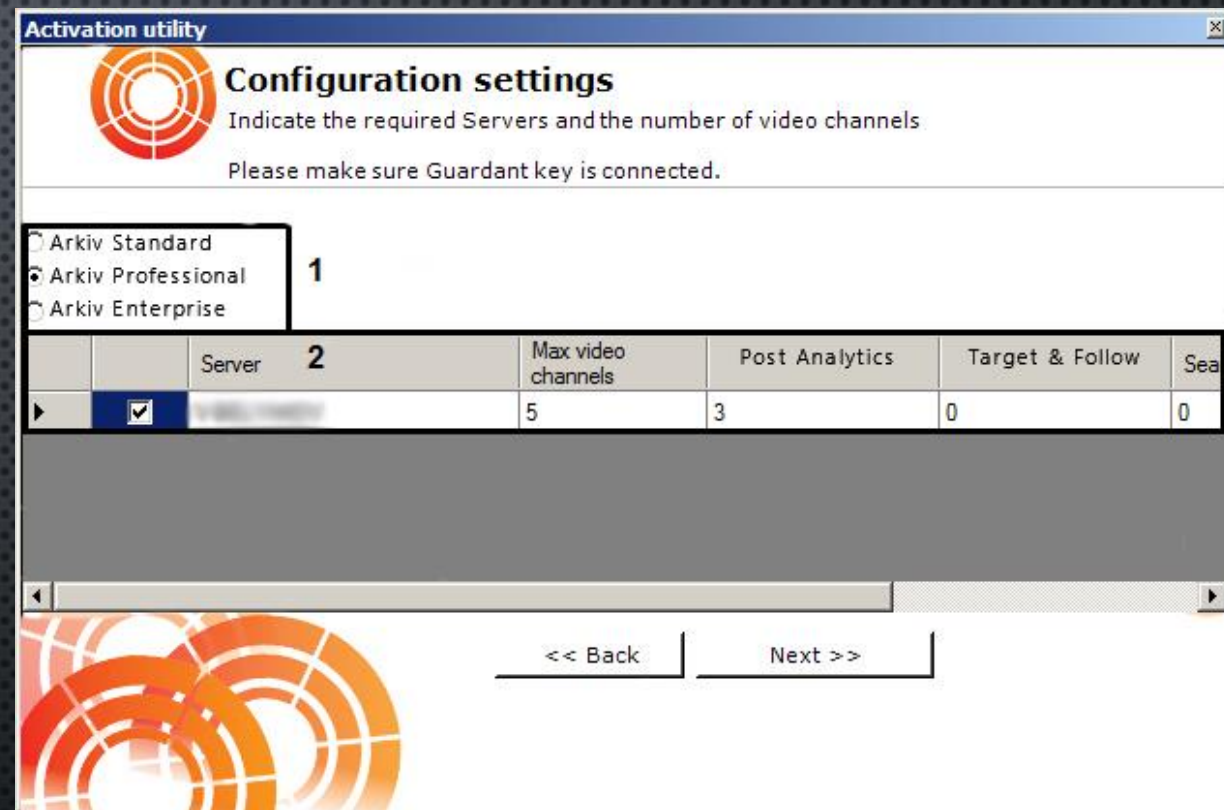 Activation utility
Configuration settings
Indicate the required Servers and the number of video channels
Please make sure Guardant key is connected.
Arkiv Standard
Arkiv Professional 1
Arkiv Enterprise
Server 2 Max video channels Post Analytics Target & Follow Sea
5 3 0 0
<< Back Next >>